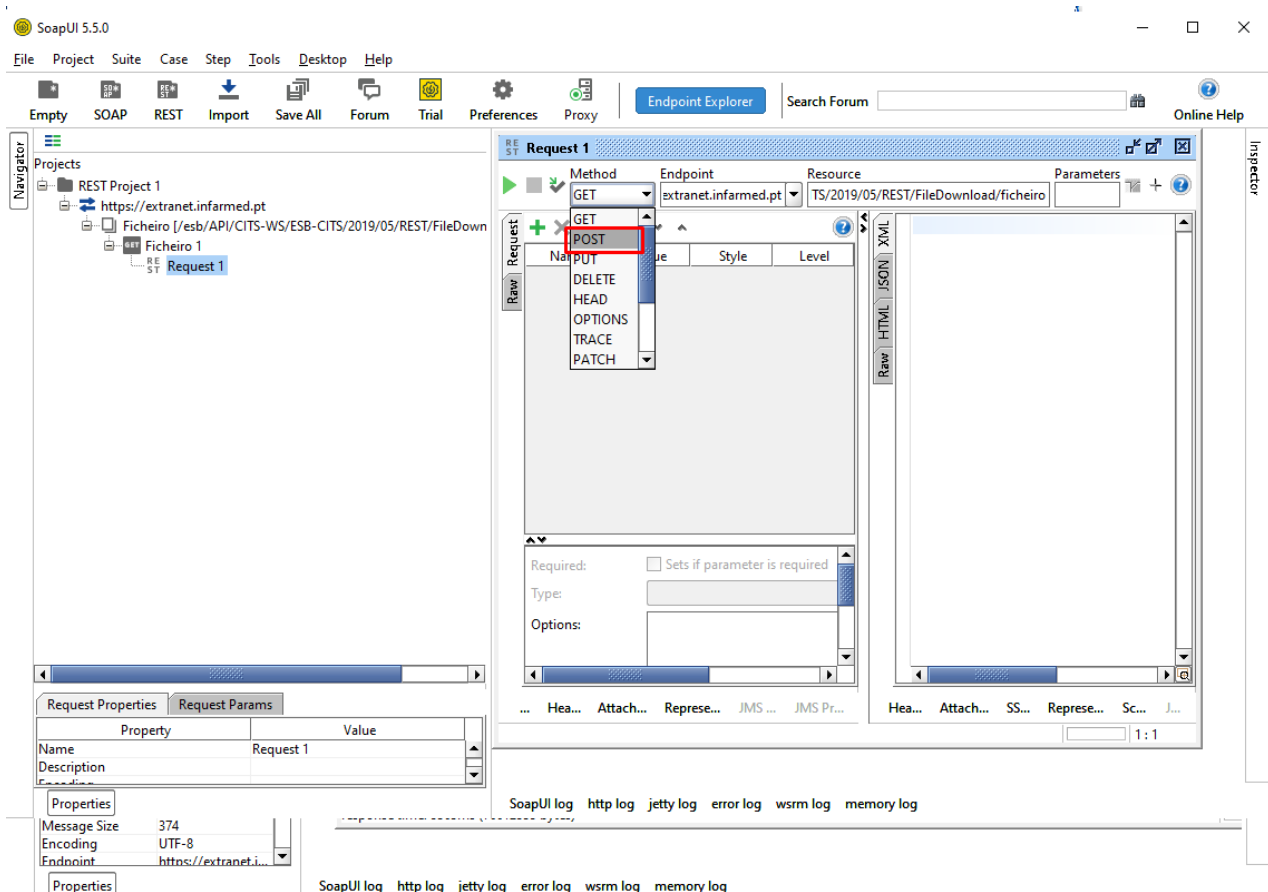 SoapUI 5.5.0
File Project Suite Case Step Tools Desktop Help
Empty SOAP REST Import Save All Forum Trial Preferences Proxy Endpoint Explorer Search Forum Online Help
Navigator
Projects
REST Project 1
https://extranet.infarmed.pt
Ficheiro [/esb/API/CITS-WS/ESB-CITS/2019/05/REST/FileDown
GET Ficheiro 1
REST Request 1
REST Request 1
Method Endpoint Resource Parameters
GET extranet.infarmed.pt TS/2019/05/REST/FileDownload/ficheiro
Request
Raw
GET
POST
PUT
DELETE
HEAD
OPTIONS
TRACE
PATCH
Style Level
Required: Sets if parameter is required
Type:
Options:
XML
JSON
HTML
Raw
Inspector
... Hea... Attach... Represe... JMS ... JMS Pr...
Hea... Attach... SS... Represe... Sc... J...
1 : 1
Request Properties Request Params
Property Value
Name Request 1
Description
Properties
SoapUI log http log jetty log error log wsrm log memory log
Message Size 374
Encoding UTF-8
Endpoint https://extranet.i...
Properties
SoapUI log http log jetty log error log wsrm log memory log